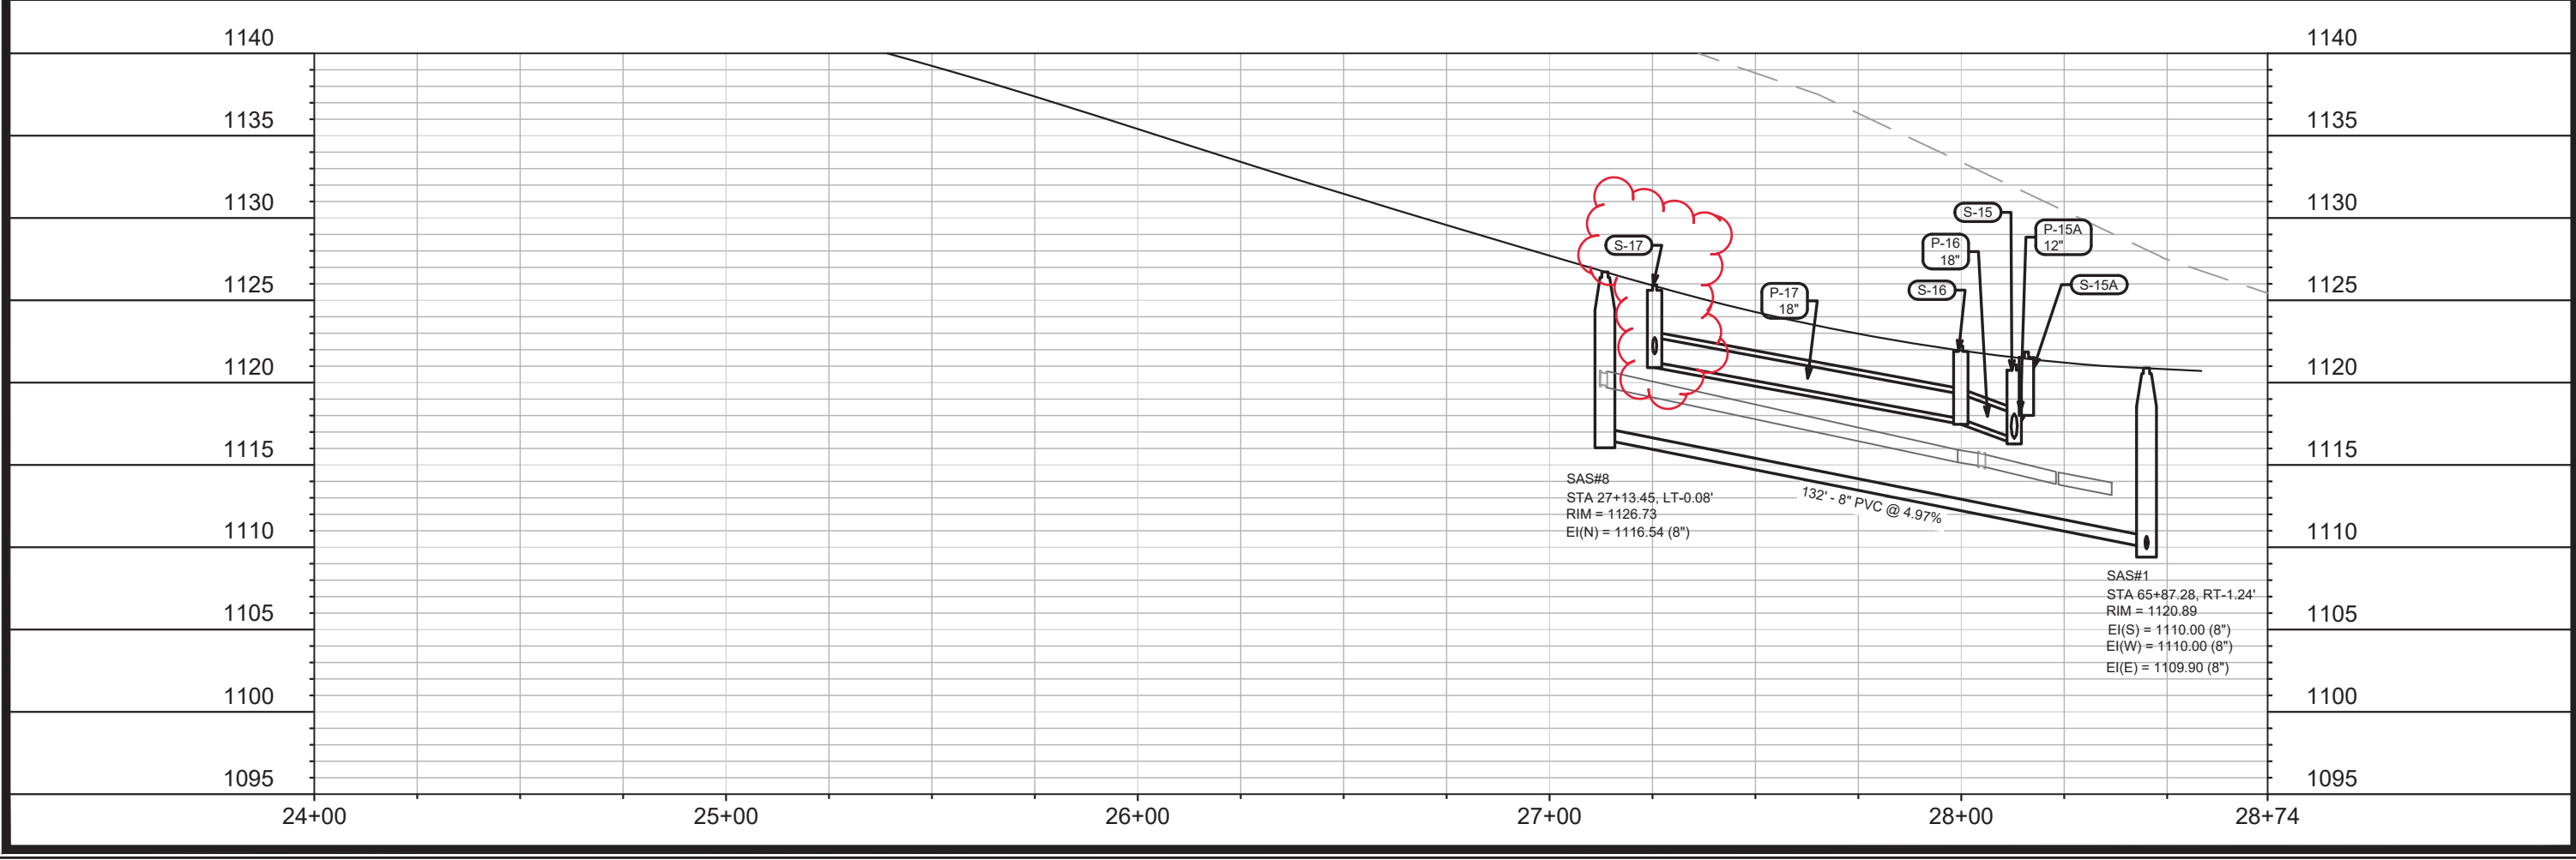 1140
1140
1135
1135
1130
1130
S-15
P-15A
12"
S-17
P-16
18"
1125
1125
S-15A
S-16
P-17
18"
1120
1120
1115
1115
SAS#8
STA 27+13.45, LT-0.08'
RIM = 1126.73
EI(N) = 1116.54 (8")
132' - 8" PVC @ 4.97%
1110
1110
SAS#1
STA 65+87.28, RT-1.24'
RIM = 1120.89
EI(S) = 1110.00 (8")
EI(W) = 1110.00 (8")
EI(E) = 1109.90 (8")
1105
1105
1100
1100
1095
1095
24+00
25+00
26+00
27+00
28+00
28+74